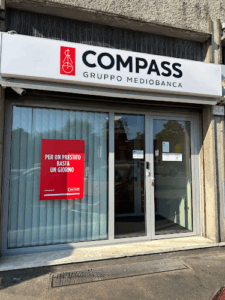 COMPASS
GRUPPO MEDIOBANCA
PER UN PRESTITO
BASTA
UN GIORNO